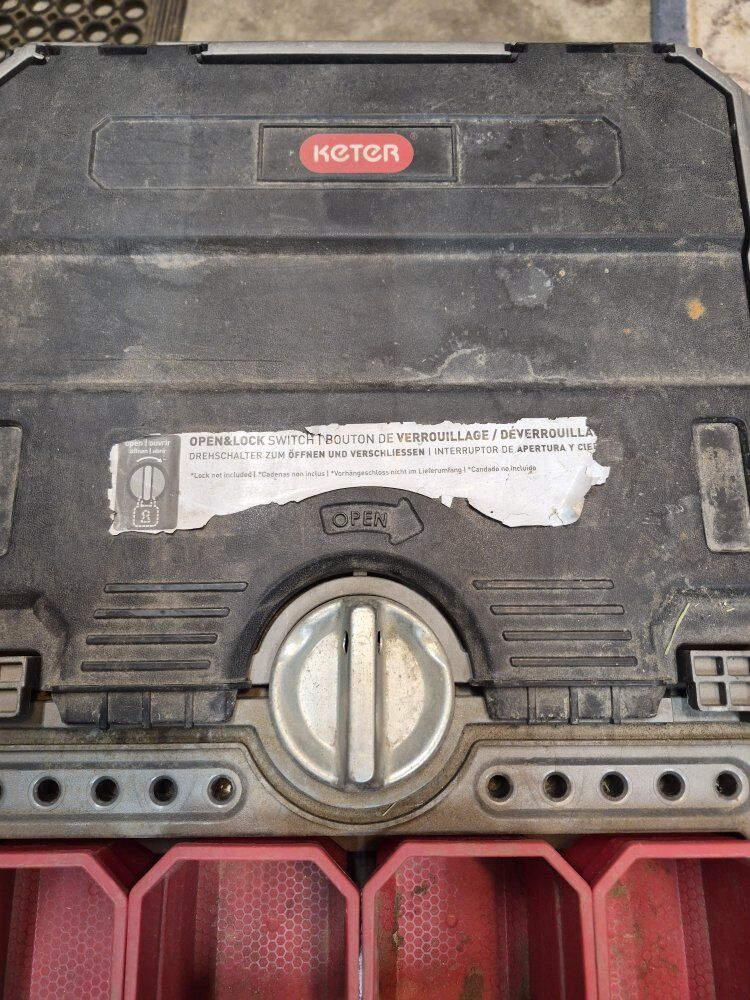 KETER
open | ouvrir
öffnen | abrir
OPEN&LOCK SWITCH | BOUTON DE VERROUILLAGE / DÉVERROUILLA
DREHSCHALTER ZUM ÖFFNEN UND VERSCHLIESSEN | INTERRUPTOR DE APERTURA Y CIE
*Lock not included | *Cadenas non inclus | *Vorhängeschloss nicht im Lieferumfang | *Candado no incluido
OPEN